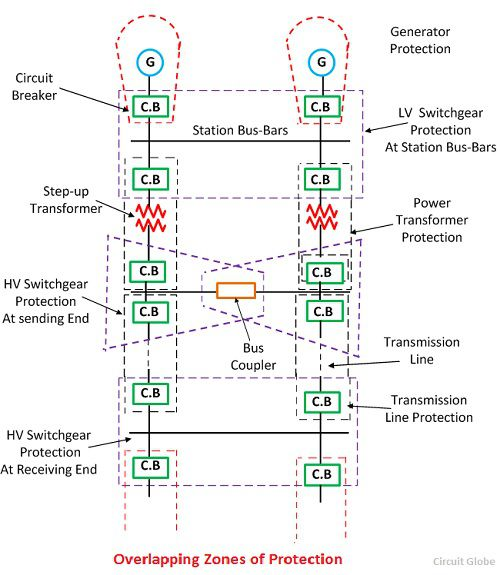 Generator
Protection
G
G
Circuit
Breaker
C.B
C.B
LV Switchgear
Protection
At Station Bus-Bars
Station Bus-Bars
C.B
C.B
Step-up
Transformer
Power
Transformer
Protection
C.B
C.B
HV Switchgear
Protection
At sending End
C.B
C.B
Bus
Coupler
Transmission
Line
C.B
C.B
Transmission
Line Protection
HV Switchgear
Protection
At Receiving End
C.B
C.B
Overlapping Zones of Protection
Circuit Globe